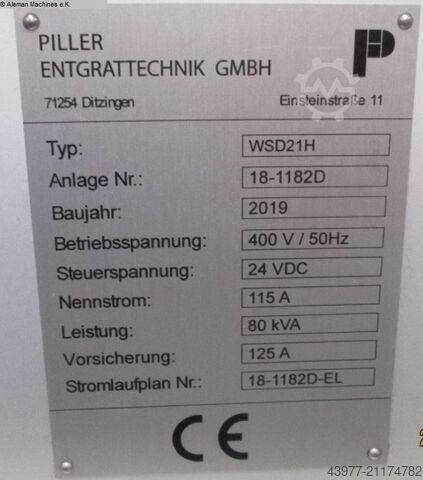 © Aleman Machines e.K.
PILLER
ENTGRATTECHNIK GMBH
71254 Ditzingen Einsteinstraße 11
Typ: WSD21H
Anlage Nr.: 18-1182D
Baujahr: 2019
Betriebsspannung: 400 V / 50Hz
Steuerspannung: 24 VDC
Nennstrom: 115 A
Leistung: 80 kVA
Vorsicherung: 125 A
Stromlaufplan Nr.: 18-1182D-EL
CE
43977-21174782